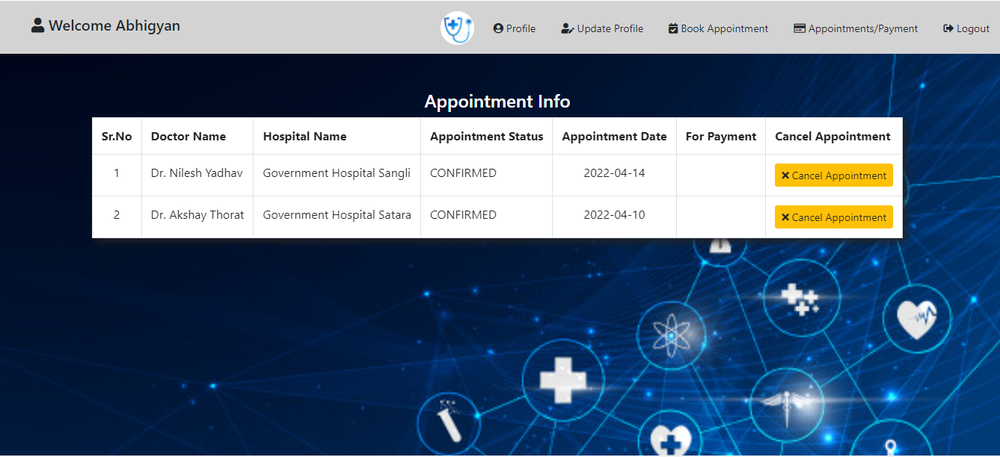 Welcome Abhigyan
Profile
Update Profile
Book Appointment
Appointments/Payment
Logout
Appointment Info
Sr.No Doctor Name Hospital Name Appointment Status Appointment Date For Payment Cancel Appointment
1 Dr. Nilesh Yadhav Government Hospital Sangli CONFIRMED 2022-04-14 Cancel Appointment
2 Dr. Akshay Thorat Government Hospital Satara CONFIRMED 2022-04-10 Cancel Appointment